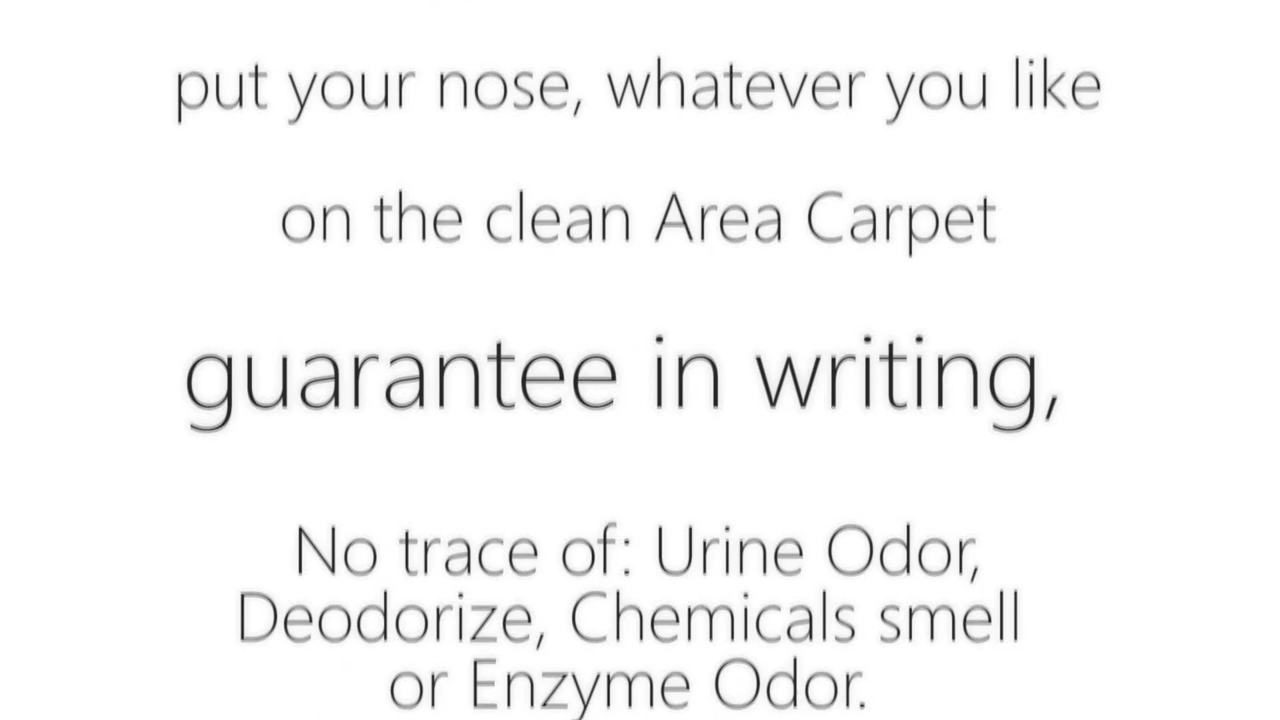 put your nose, whatever you like
on the clean Area Carpet
guarantee in writing,
No trace of: Urine Odor,
Deodorize, Chemicals smell
or Enzyme Odor.